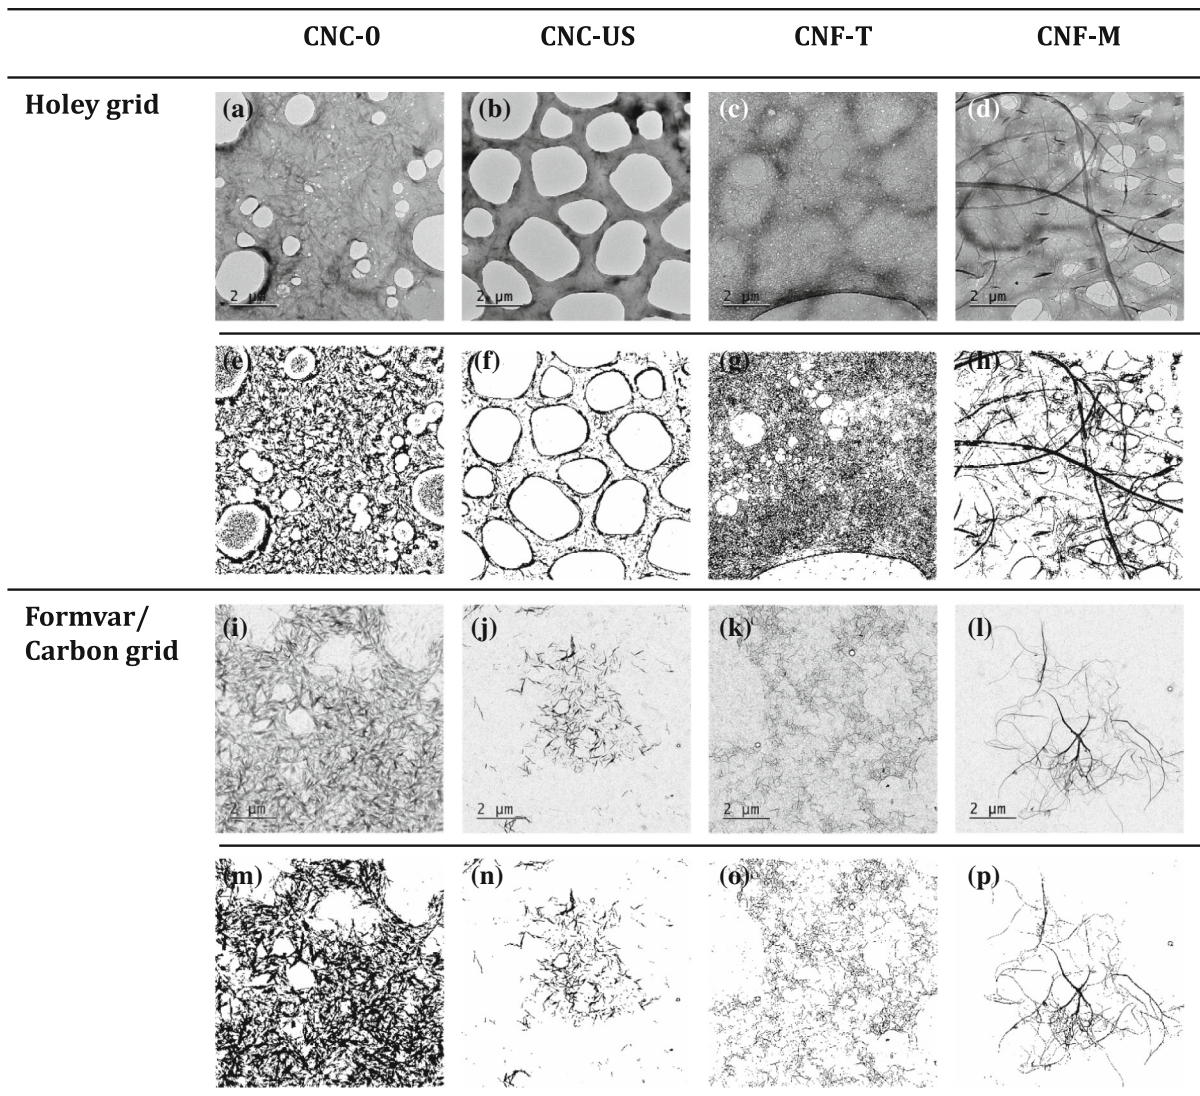 CNC-0 CNC-US CNF-T CNF-M
Holey grid
(a) (b) (c) (d)
2 μm 2 μm 2 μm 2 μm
(e) (f) (g) (h)
Formvar/
Carbon grid
(i) (j) (k) (l)
2 μm 2 μm 2 μm 2 μm
(m) (n) (o) (p)